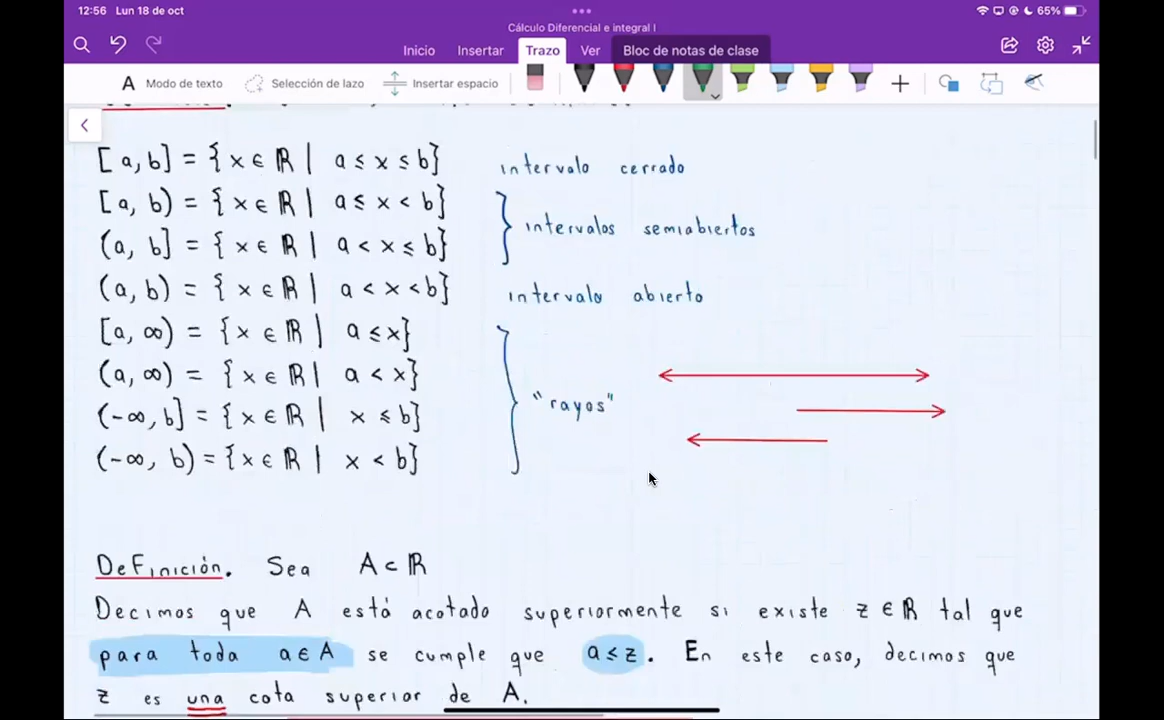 12:56 Lun 18 de oct 65%
Cálculo Diferencial e integral I
Inicio Insertar Trazo Ver Bloc de notas de clase
A Modo de texto Selección de lazo Insertar espacio
[a, b] = {x ∈ ℝ | a ≤ x ≤ b} intervalo cerrado
[a, b) = {x ∈ ℝ | a ≤ x < b}
intervalos semiabiertos
(a, b] = {x ∈ ℝ | a < x ≤ b}
(a, b) = {x ∈ ℝ | a < x < b} intervalo abierto
[a, ∞) = {x ∈ ℝ | a ≤ x}
(a, ∞) = {x ∈ ℝ | a < x}
"rayos"
(-∞, b] = {x ∈ ℝ | x ≤ b}
(-∞, b) = {x ∈ ℝ | x < b}
Definición. Sea A ⊂ ℝ
Decimos que A está acotado superiormente si existe z ∈ ℝ tal que
para toda a ∈ A se cumple que a ≤ z. En este caso, decimos que
z es una cota superior de A.